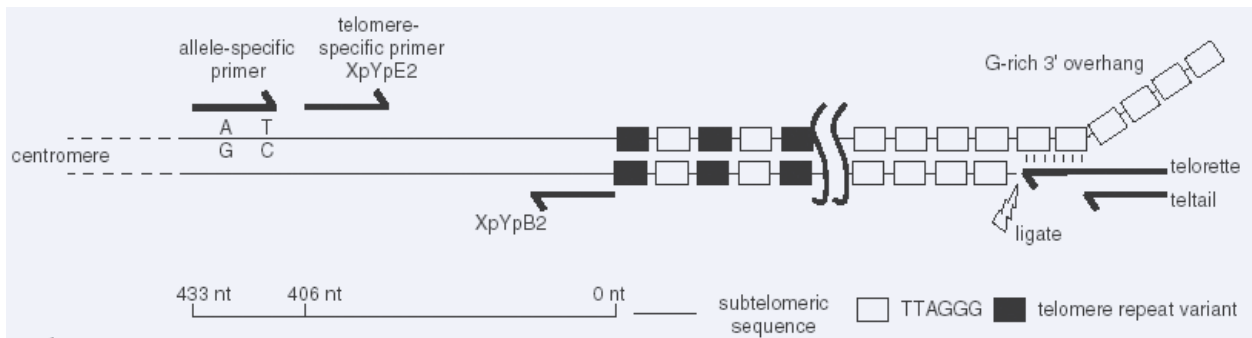 telomere-
allele-specific specific primer
primer XpYpE2
G-rich 3' overhang
A T
G C
centromere
telorette
teltail
XpYpB2
ligate
433 nt 406 nt 0 nt
subtelomeric
sequence
TTAGGG
telomere repeat variant